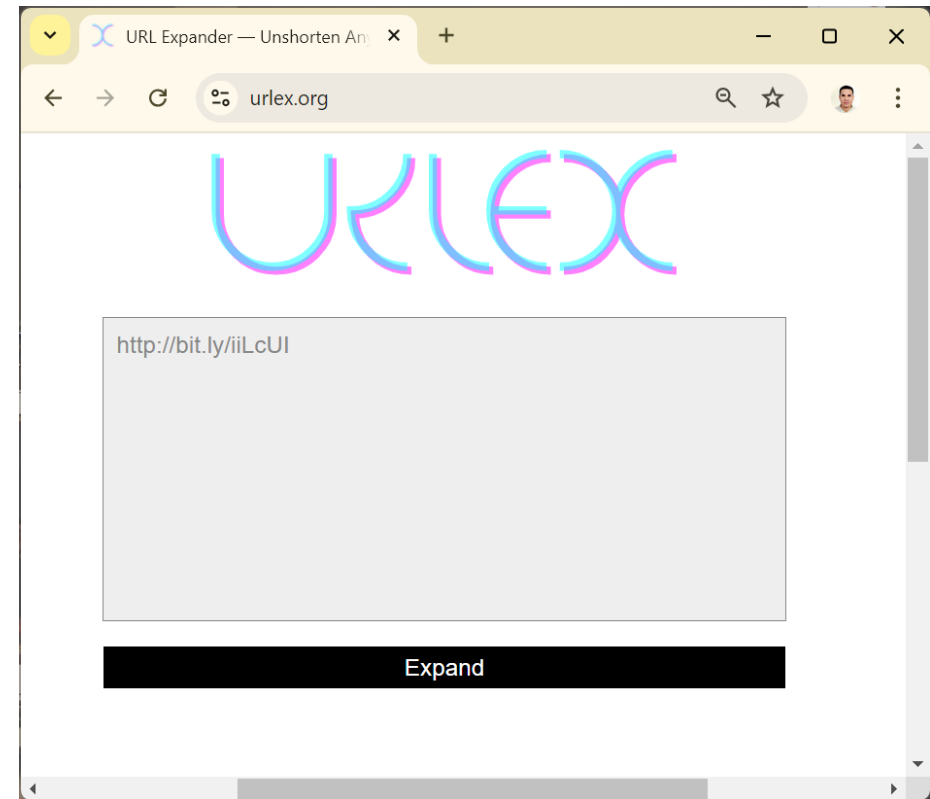 URL Expander — Unshorten An
urlex.org
URLEX
http://bit.ly/iiLcUI
Expand